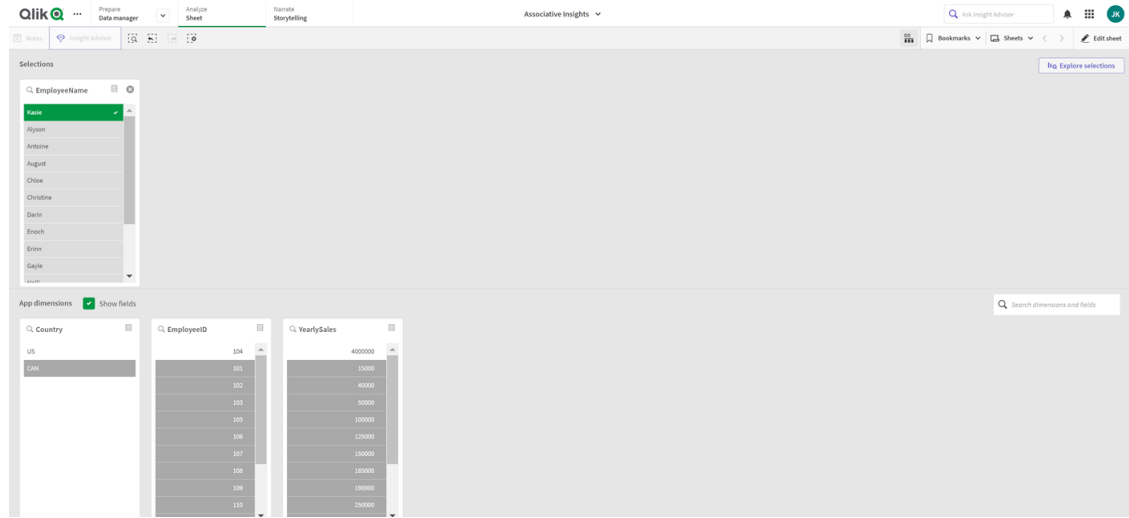 Qlik
Prepare
Data manager
Analyze
Sheet
Narrate
Storytelling
Associative Insights
Ask Insight Advisor
JK
Notes
Insight Advisor
Bookmarks
Sheets
Edit sheet
Selections
Explore selections
EmployeeName
Kasie
Alyson
Antoine
August
Chloe
Christine
Darin
Enoch
Erinn
Gayle
App dimensions
Show fields
Search dimensions and fields
Country
US
CAN
EmployeeID
104
101
102
103
105
106
107
108
109
110
YearlySales
4000000
15000
40000
50000
100000
125000
150000
185000
190000
250000